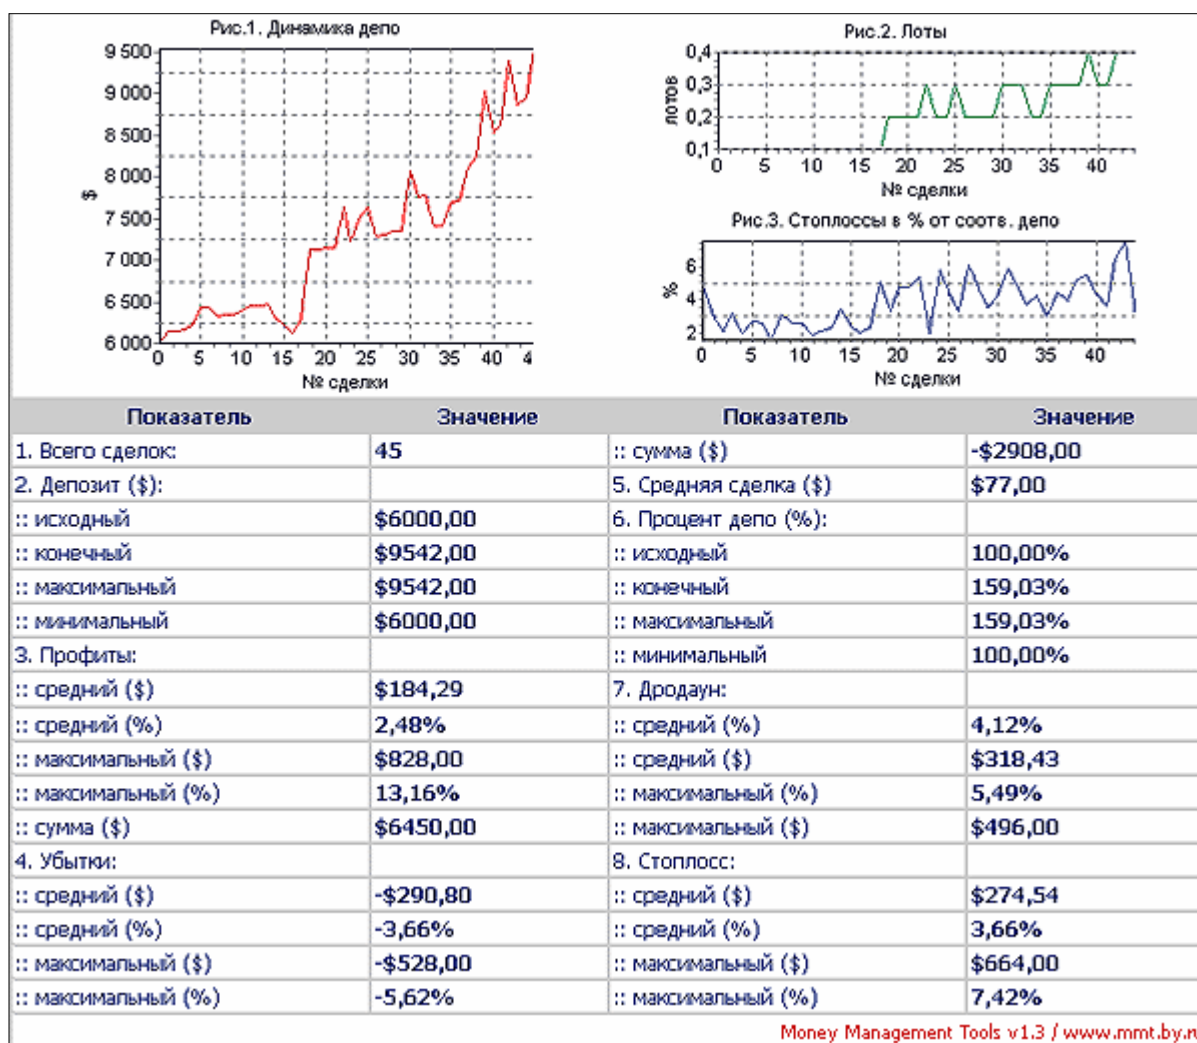 Рис.1. Динамика депо
9 500
9 000
8 500
8 000
7 500
7 000
6 500
6 000
$
0 5 10 15 20 25 30 35 40 4
№ сделки
Рис.2. Лоты
0,4
0,3
0,2
0,1
лотов
5 10 15 20 25 30 35 40
№ сделки
Рис.3. Стоплоссы в % от соотв. депо
6
4
2
%
0 5 10 15 20 25 30 35 40
№ сделки
Показатель Значение Показатель Значение
1. Всего сделок: 45 :: сумма ($) -$2908,00
2. Депозит ($): 5. Средняя сделка ($) $77,00
:: исходный $6000,00 6. Процент депо (%):
:: конечный $9542,00 :: исходный 100,00%
:: максимальный $9542,00 :: конечный 159,03%
:: минимальный $6000,00 :: максимальный 159,03%
3. Профиты: :: минимальный 100,00%
:: средний ($) $184,29 7. Дродаун:
:: средний (%) 2,48% :: средний (%) 4,12%
:: максимальный ($) $828,00 :: средний ($) $318,43
:: максимальный (%) 13,16% :: максимальный (%) 5,49%
:: сумма ($) $6450,00 :: максимальный ($) $496,00
4. Убытки: 8. Стоплосс:
:: средний ($) -$290,80 :: средний ($) $274,54
:: средний (%) -3,66% :: средний (%) 3,66%
:: максимальный ($) -$528,00 :: максимальный ($) $664,00
:: максимальный (%) -5,62% :: максимальный (%) 7,42%
Money Management Tools v1.3 / www.mmt.by.r